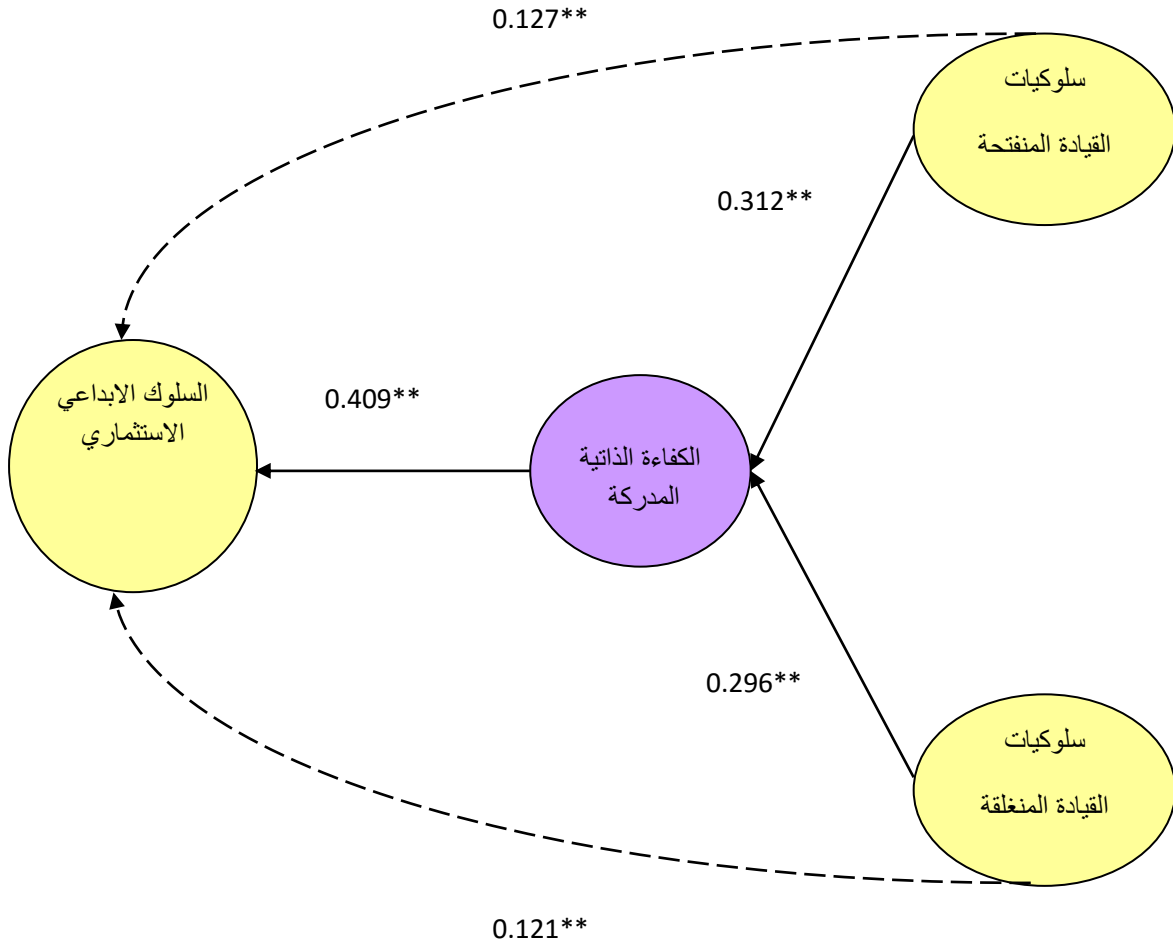 0.127**
سلوكيات
القيادة المنفتحة
0.312**
السلوك الابداعي
الاستثماري
0.409**
الكفاءة الذاتية
المدركة
0.296**
سلوكيات
القيادة المنغلقة
0.121**